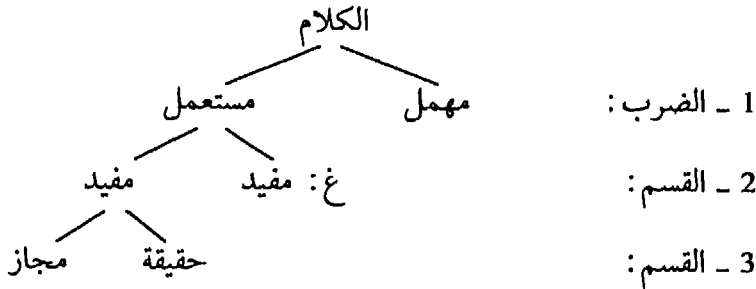 الكلام
1 ـ الضرب : مهمل مستعمل
2 ـ القسم : غ : مفيد مفيد
3 ـ القسم : حقيقة مجاز